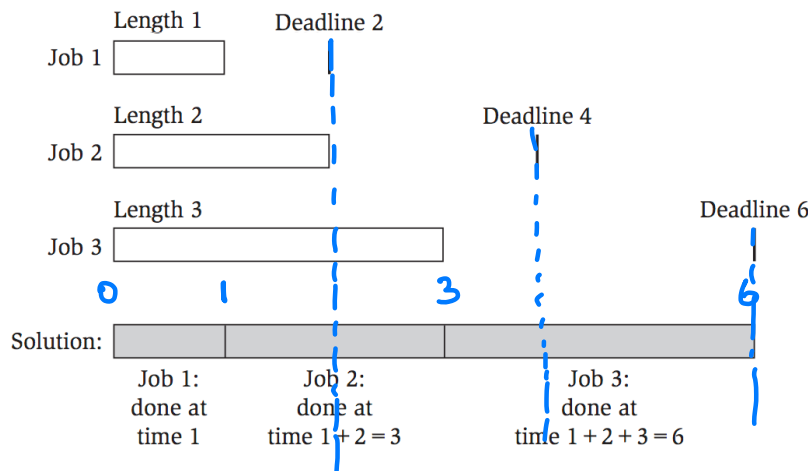 Length 1
Deadline 2
Job 1
Length 2
Deadline 4
Job 2
Length 3
Deadline 6
Job 3
0 1 3 6
Solution:
Job 1: Job 2: Job 3:
done at done at done at
time 1 time 1 + 2 = 3 time 1 + 2 + 3 = 6